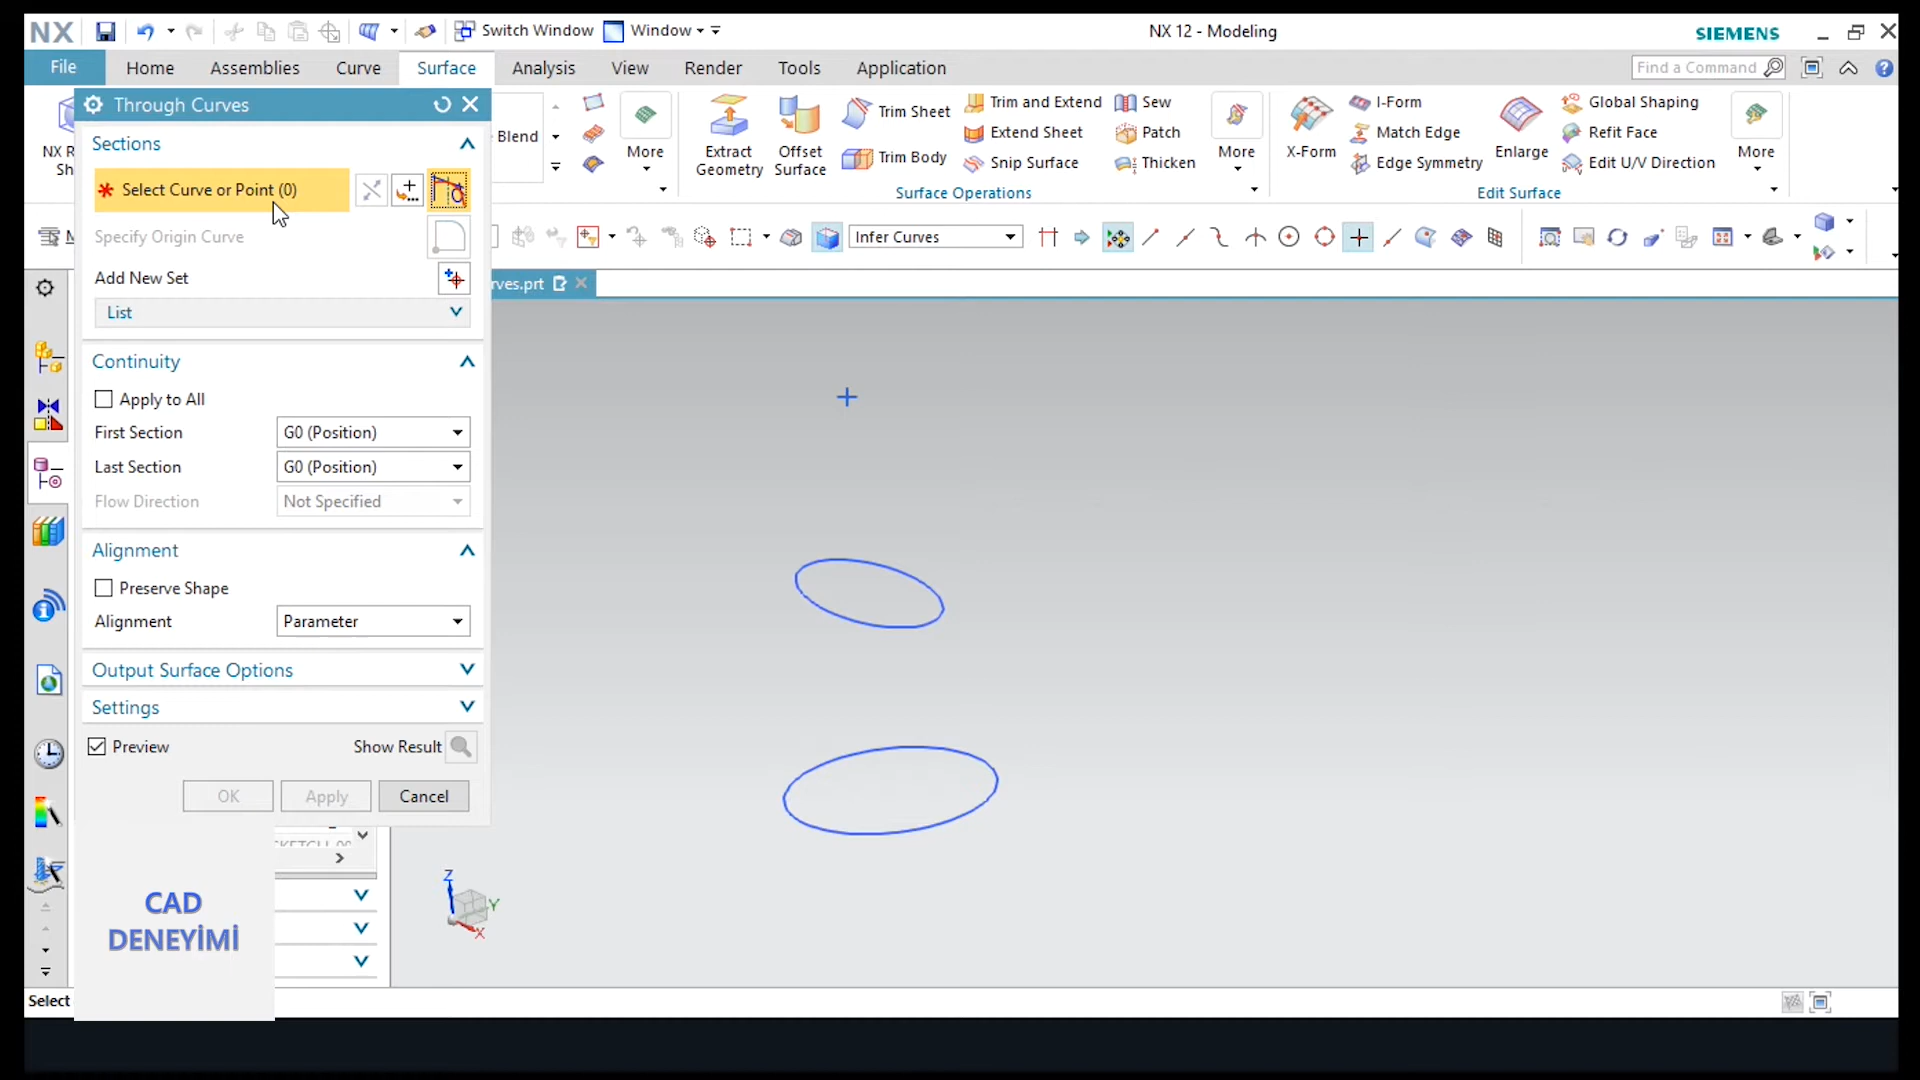 NX
Switch Window
Window
NX 12 - Modeling
SIEMENS
File
Home
Assemblies
Curve
Surface
Analysis
View
Render
Tools
Application
Find a Command
Through Curves
Sections
Select Curve or Point (0)
Specify Origin Curve
Add New Set
List
Continuity
Apply to All
First Section
G0 (Position)
Last Section
G0 (Position)
Flow Direction
Not Specified
Alignment
Preserve Shape
Alignment
Parameter
Output Surface Options
Settings
Preview
Show Result
OK
Apply
Cancel
Blend
More
Extract
Geometry
Offset
Surface
Trim Sheet
Trim Body
Trim and Extend
Extend Sheet
Snip Surface
Sew
Patch
Thicken
More
Surface Operations
X-Form
I-Form
Match Edge
Edge Symmetry
Enlarge
Global Shaping
Refit Face
Edit U/V Direction
More
Edit Surface
Infer Curves
rves.prt
Z
Y
X
CAD
DENEYİMİ
Select